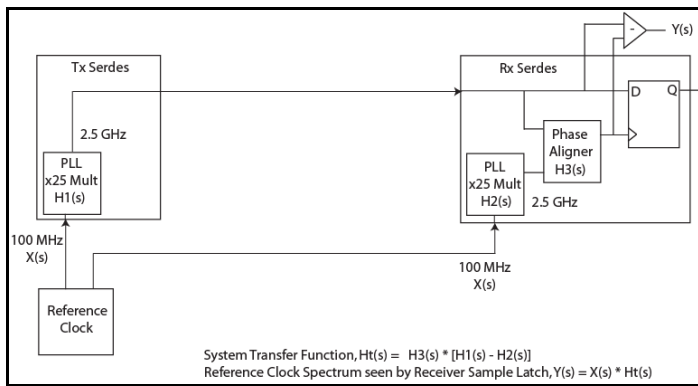 Y(s)
-
Tx Serdes
Rx Serdes
D
Q
2.5 GHz
PLL
x25 Mult
H1(s)
Phase
Aligner
H3(s)
PLL
x25 Mult
H2(s)
2.5 GHz
100 MHz
X(s)
100 MHz
X(s)
Reference
Clock
System Transfer Function, Ht(s) = H3(s) * [H1(s) - H2(s)]
Reference Clock Spectrum seen by Receiver Sample Latch, Y(s) = X(s) * Ht(s)